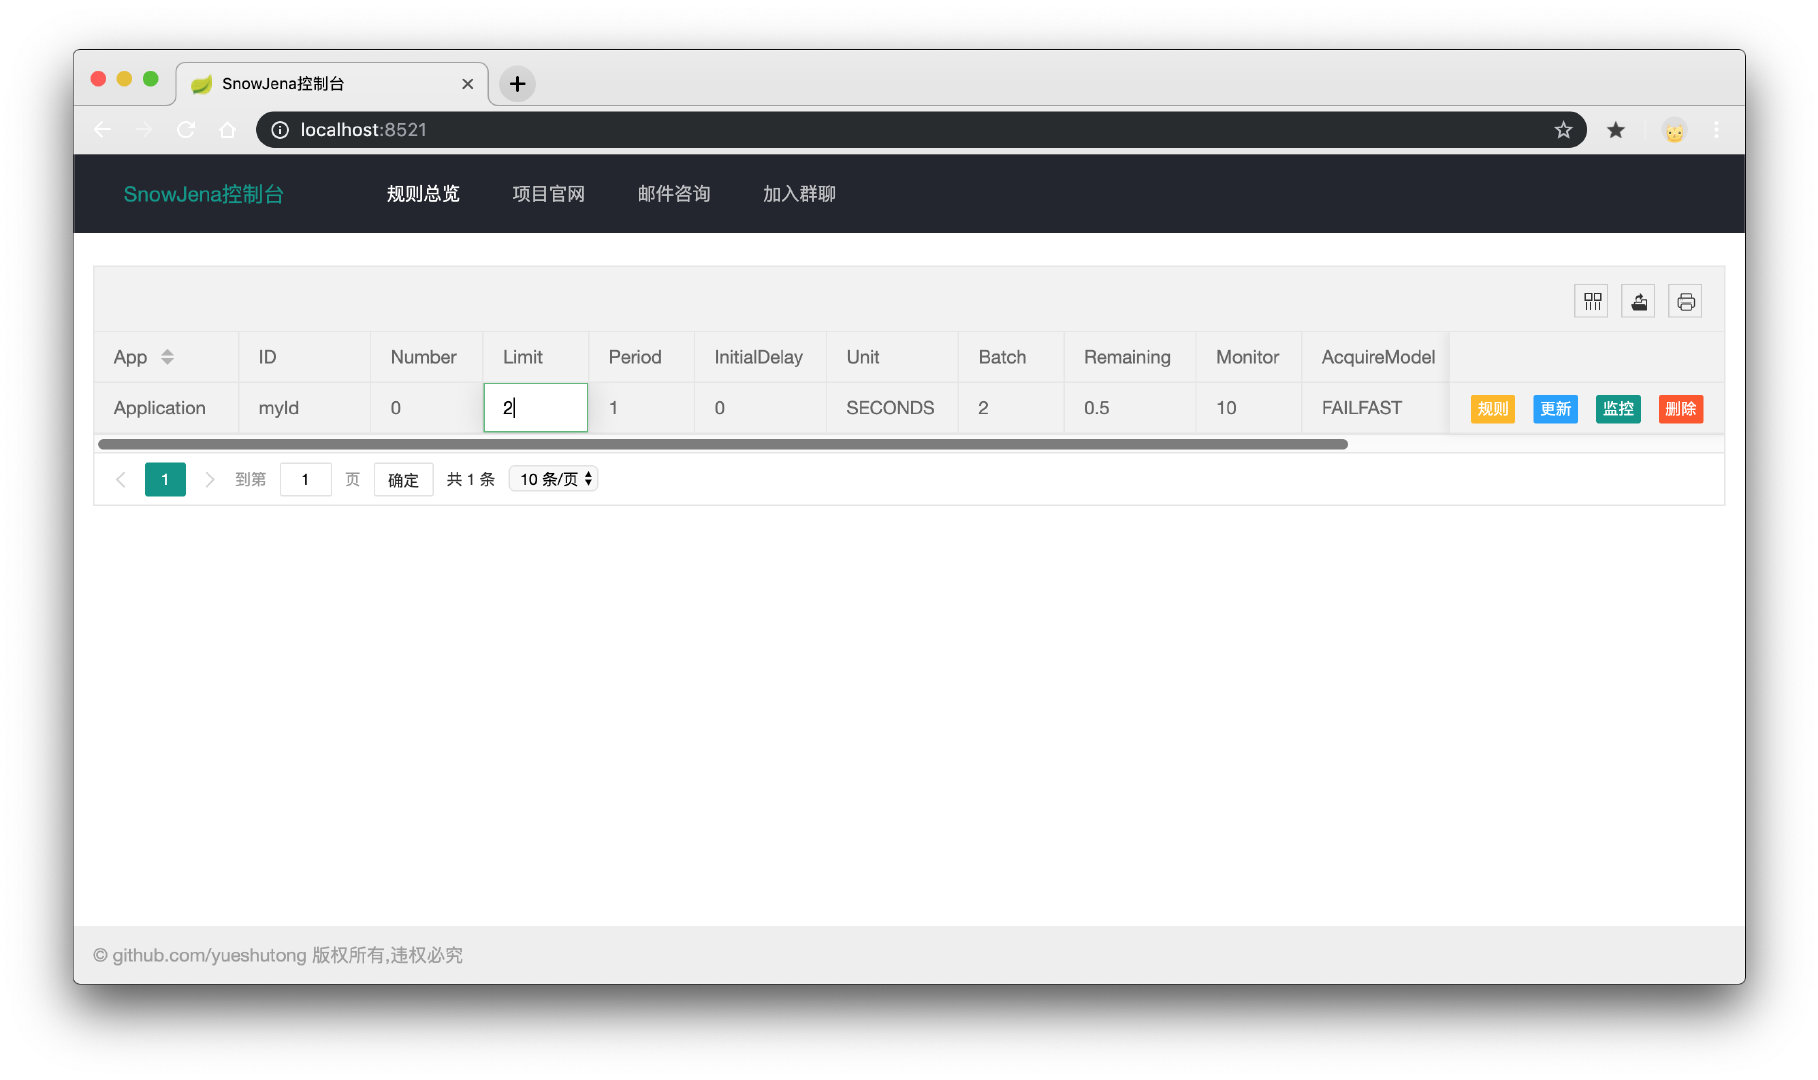 SnowJena控制台
localhost:8521
SnowJena控制台 规则总览 项目官网 邮件咨询 加入群聊
App ID Number Limit Period InitialDelay Unit Batch Remaining Monitor AcquireModel
Application myId 0 2 1 0 SECONDS 2 0.5 10 FAILFAST 规则 更新 监控 删除
1 到第 1 页 确定 共 1 条 10 条/页
© github.com/yueshutong 版权所有,违权必究